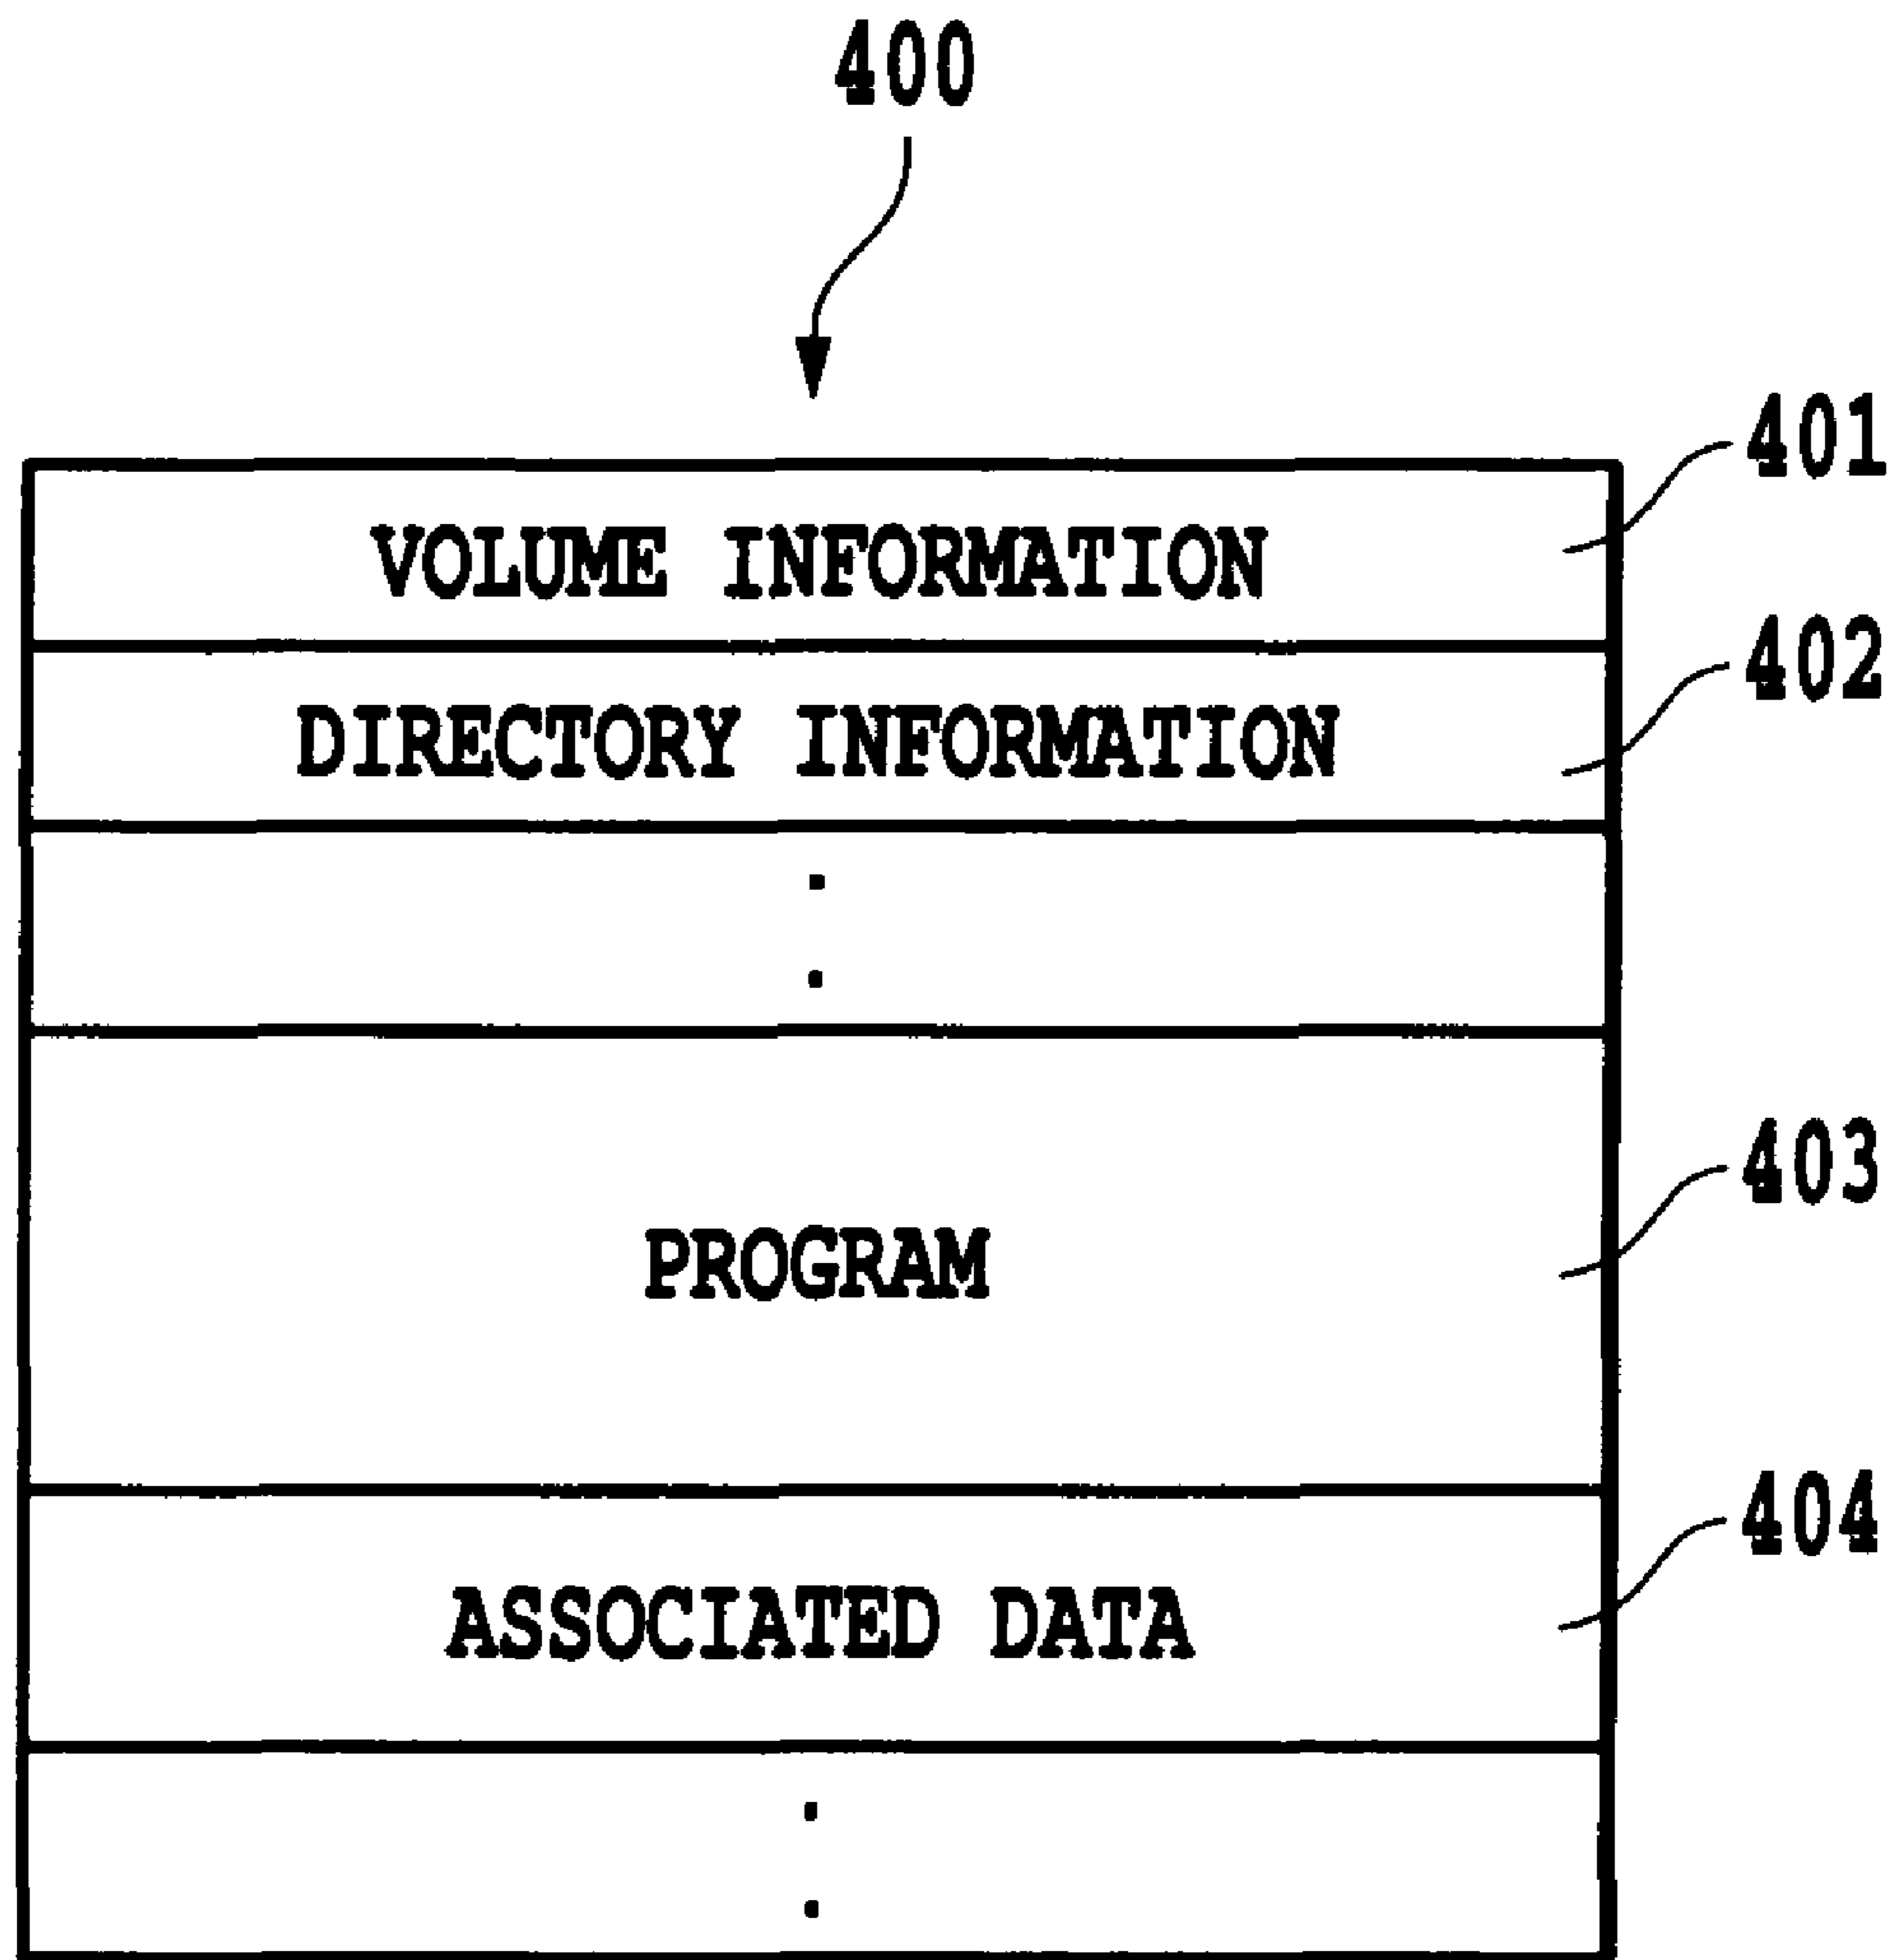 400
401
VOLUME INFORMATION
402
DIRECTORY INFORMATION
403
PROGRAM
404
ASSOCIATED DATA